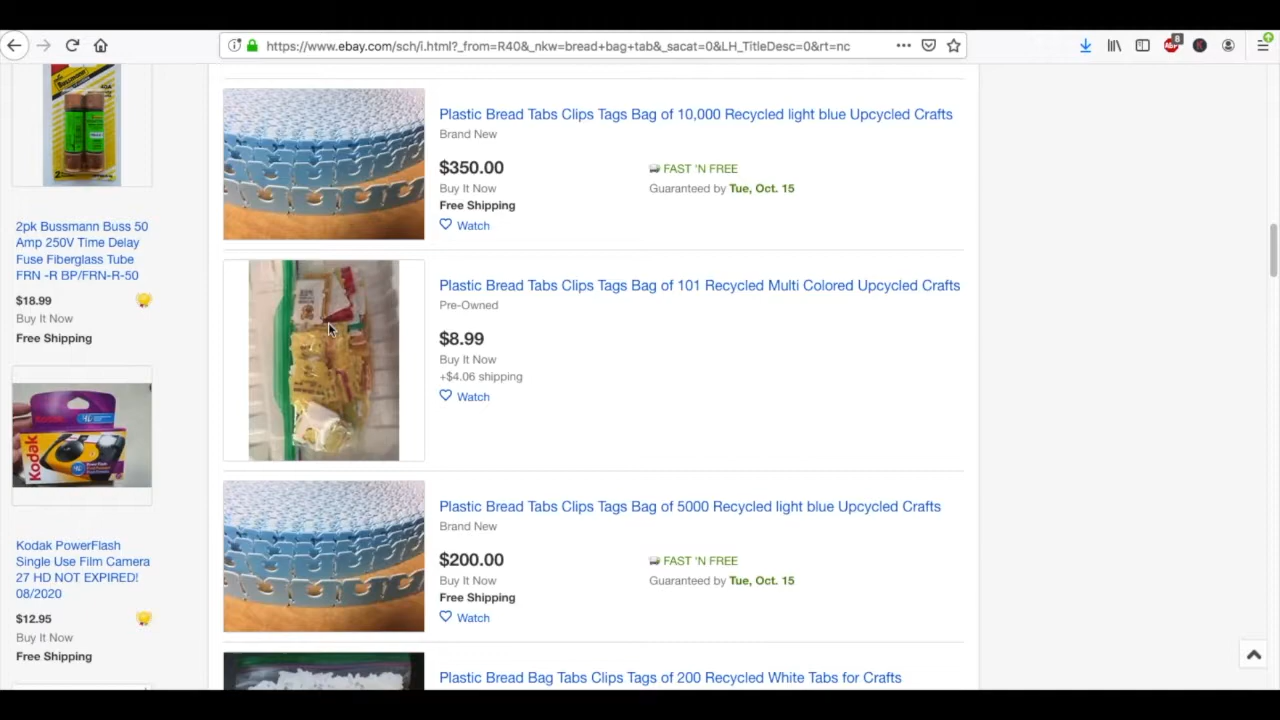 https://www.ebay.com/sch/i.html?_from=R40&_nkw=bread+bag+tab&_sacat=0&LH_TitleDesc=0&rt=nc
ABP
8
K
2pk Bussmann Buss 50
Amp 250V Time Delay
Fuse Fiberglass Tube
FRN -R BP/FRN-R-50
$18.99
Buy It Now
Free Shipping
Kodak
Kodak PowerFlash
Single Use Film Camera
27 HD NOT EXPIRED!
08/2020
$12.95
Buy It Now
Free Shipping
Plastic Bread Tabs Clips Tags Bag of 10,000 Recycled light blue Upcycled Crafts
Brand New
$350.00
Buy It Now
Free Shipping
Watch
FAST 'N FREE
Guaranteed by Tue, Oct. 15
Plastic Bread Tabs Clips Tags Bag of 101 Recycled Multi Colored Upcycled Crafts
Pre-Owned
$8.99
Buy It Now
+$4.06 shipping
Watch
Plastic Bread Tabs Clips Tags Bag of 5000 Recycled light blue Upcycled Crafts
Brand New
$200.00
Buy It Now
Free Shipping
Watch
FAST 'N FREE
Guaranteed by Tue, Oct. 15
Plastic Bread Bag Tabs Clips Tags of 200 Recycled White Tabs for Crafts